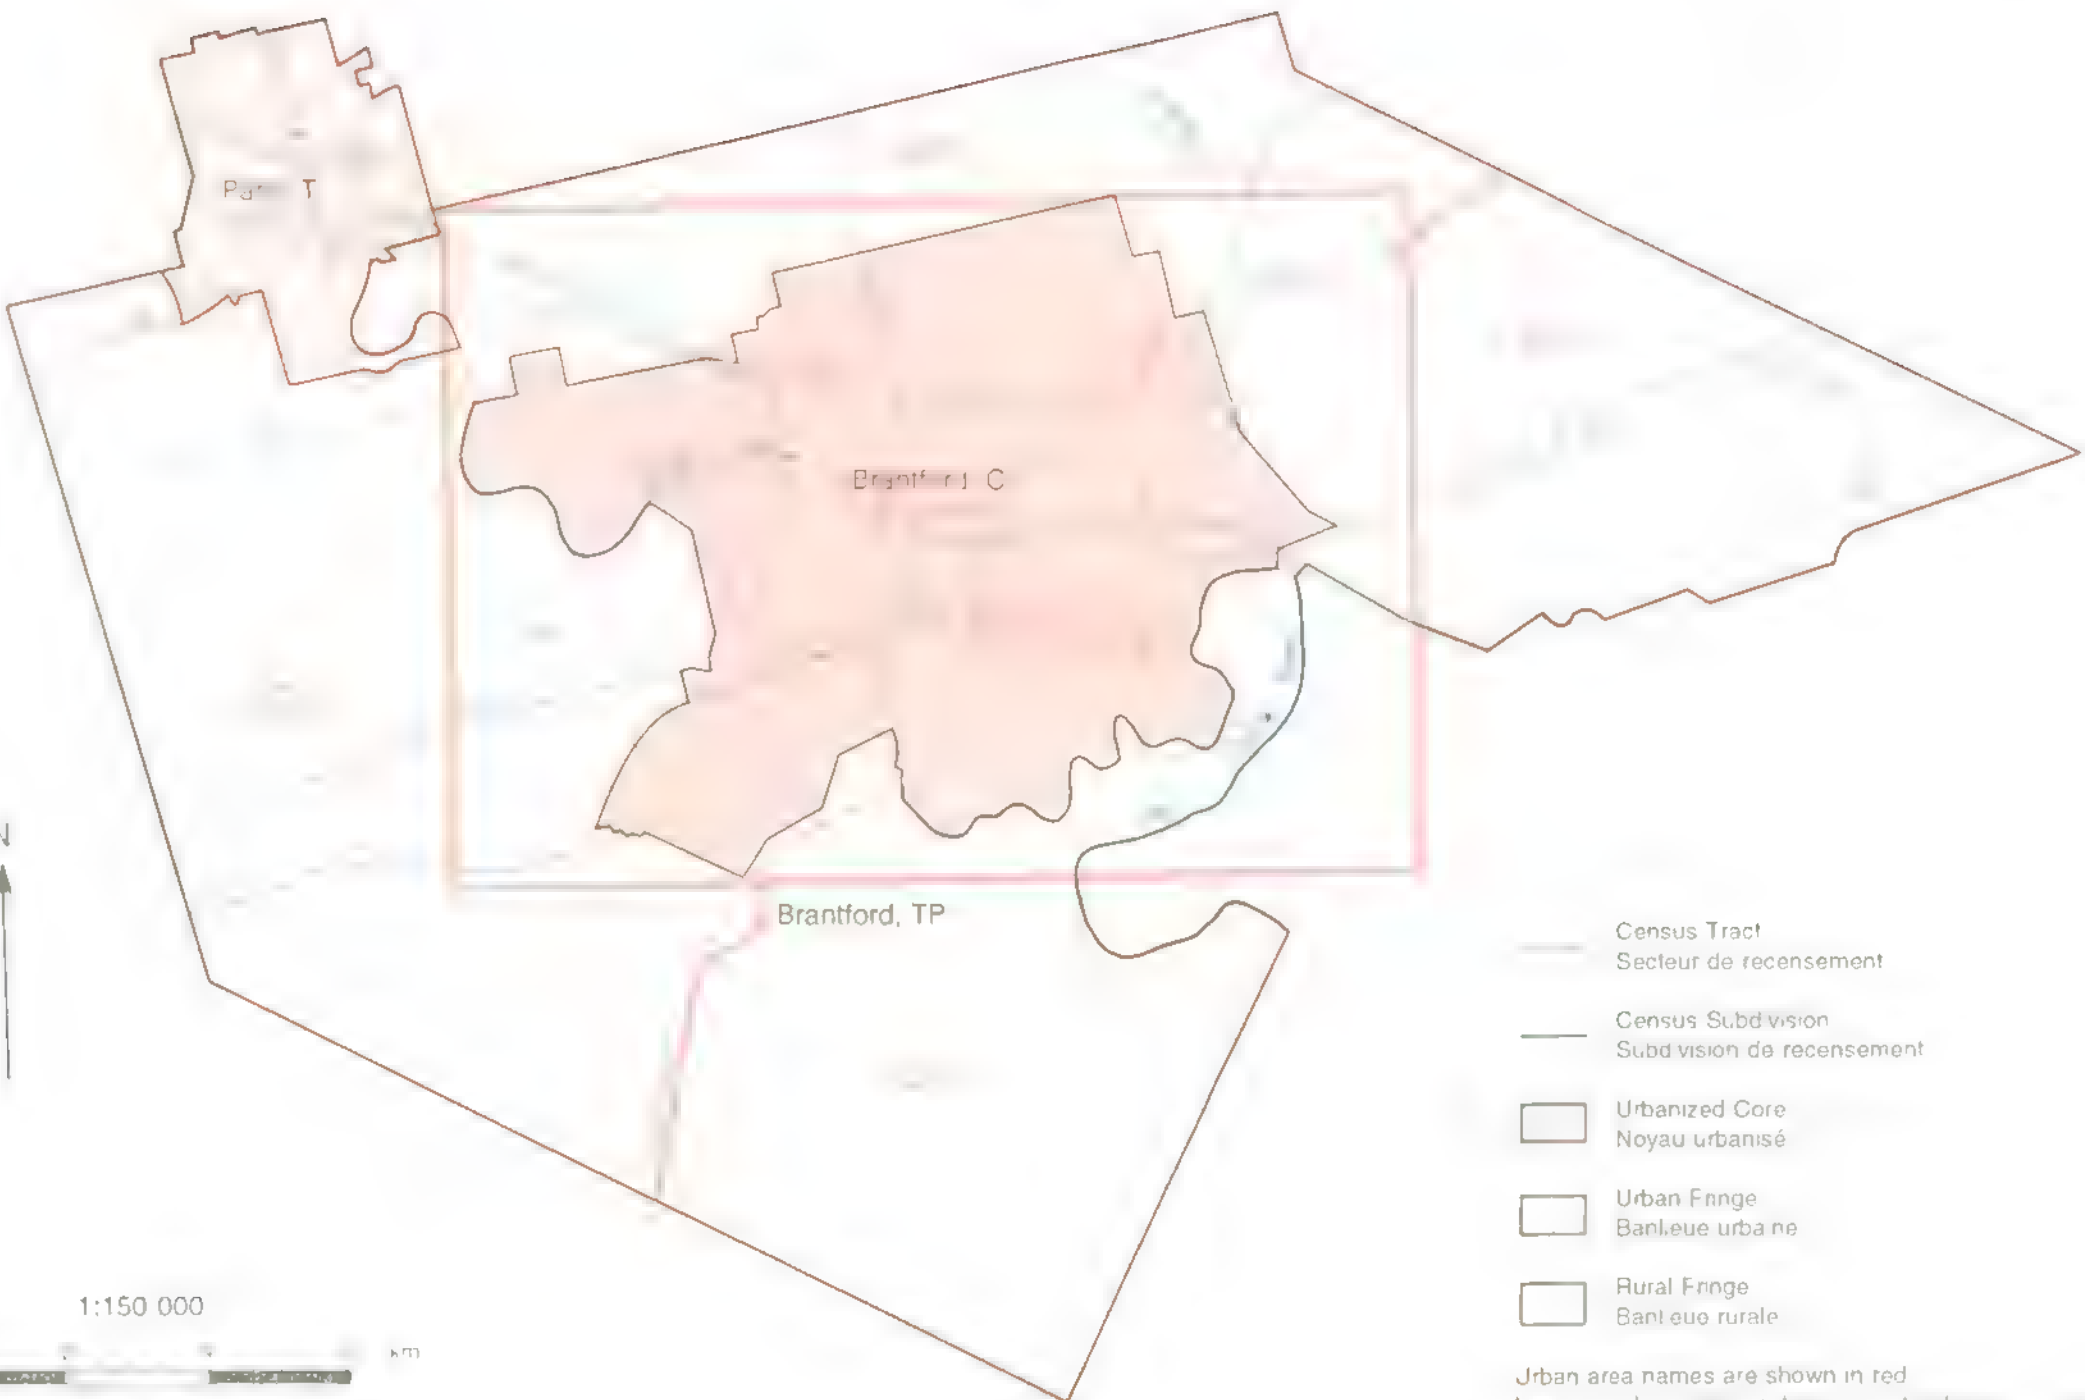 T
C
Brantford, TP
N
1:150 000
km
Census Tract
Secteur de recensement
Census Subdivision
Subdivision de recensement
Urbanized Core
Noyau urbanisé
Urban Fringe
Banlieue urbaine
Rural Fringe
Banlieue rurale
Urban area names are shown in red